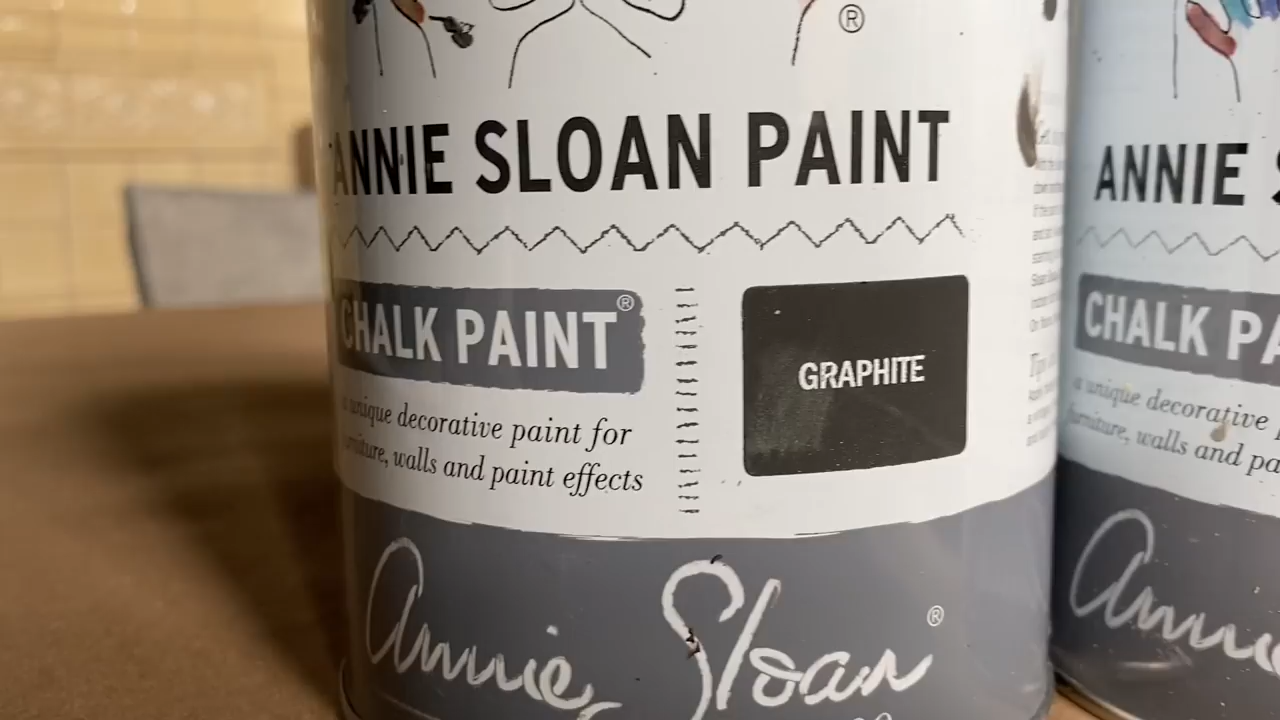 ®
ANNIE SLOAN PAINT
CHALK PAINT®
a unique decorative paint for
furniture, walls and paint effects
GRAPHITE
Annie Sloan®
ANNIE
CHALK PA
a unique decorative
furniture, walls and pa
Annie